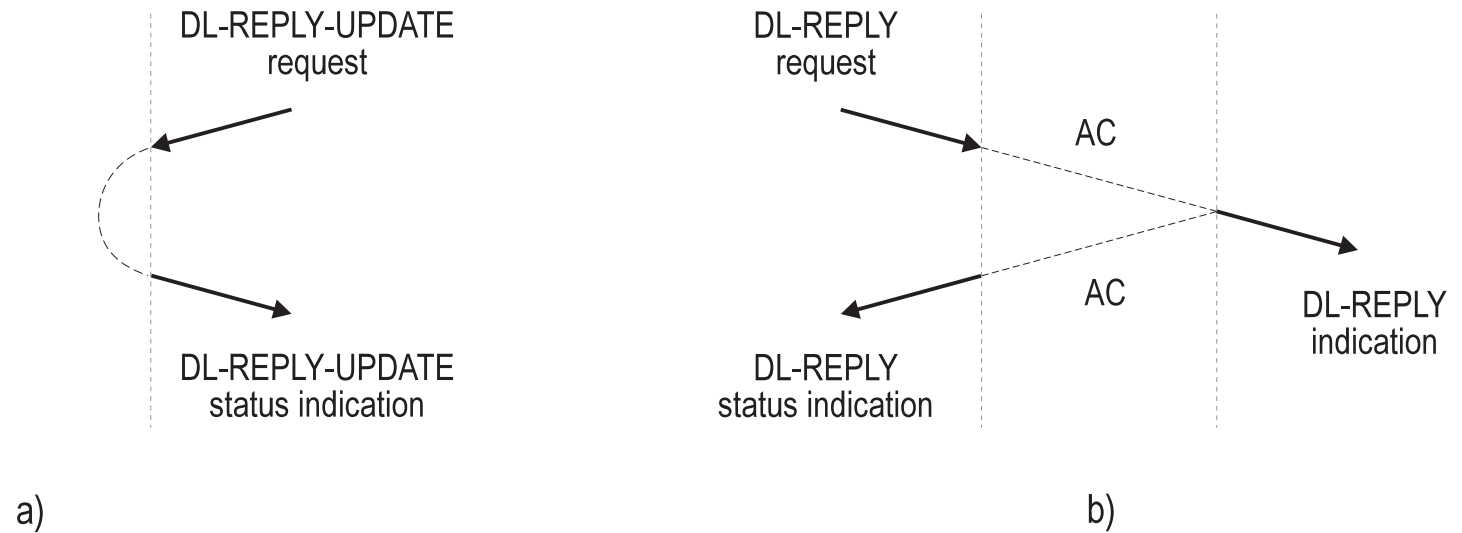 DL-REPLY-UPDATE
request
DL-REPLY-UPDATE
status indication
a)
DL-REPLY
request
AC
AC
DL-REPLY
indication
DL-REPLY
status indication
b)